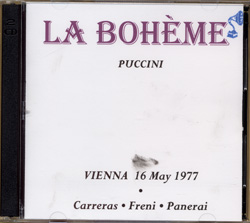 LA BOHÈME
PUCCINI
VIENNA 16 May 1977
•
Carreras • Freni • Panerai